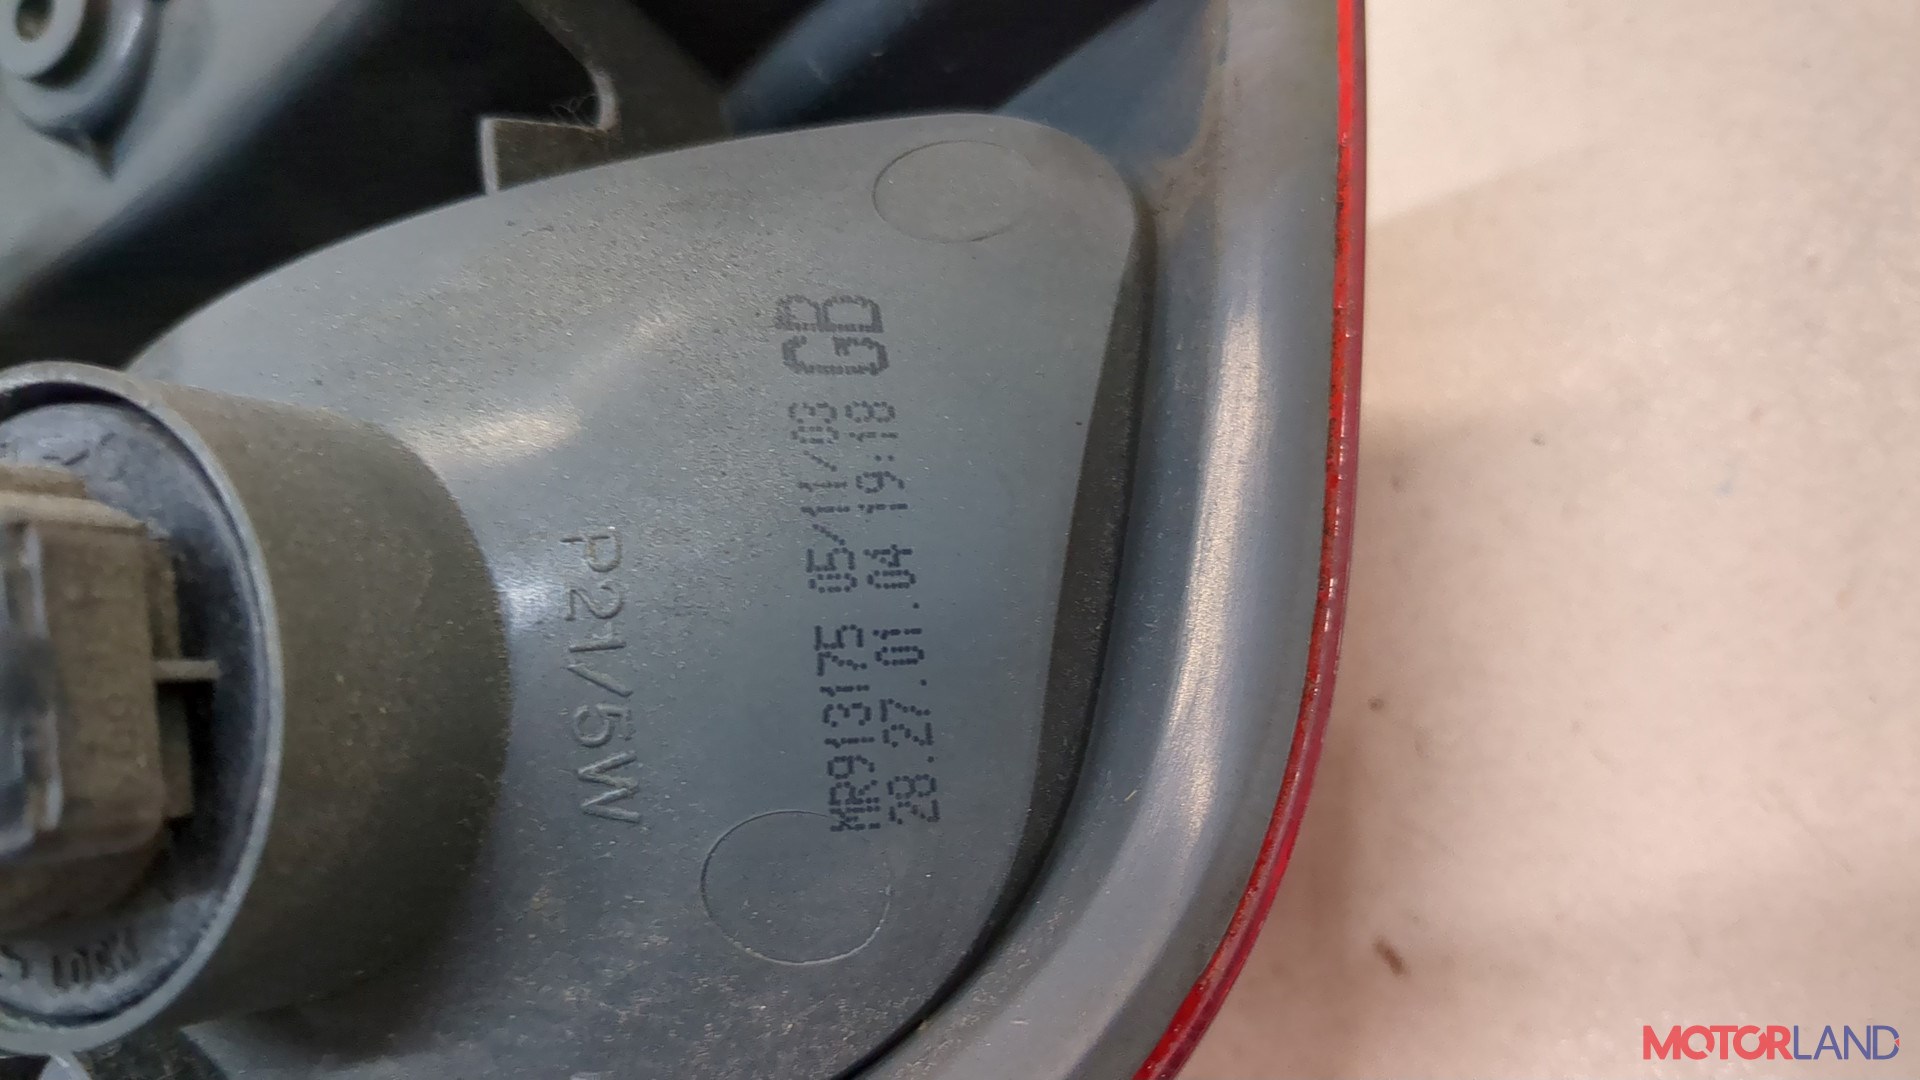 MR913175 05/11/03 GB
28.27.01.04 19:18
P21/5W
MOTORLAND